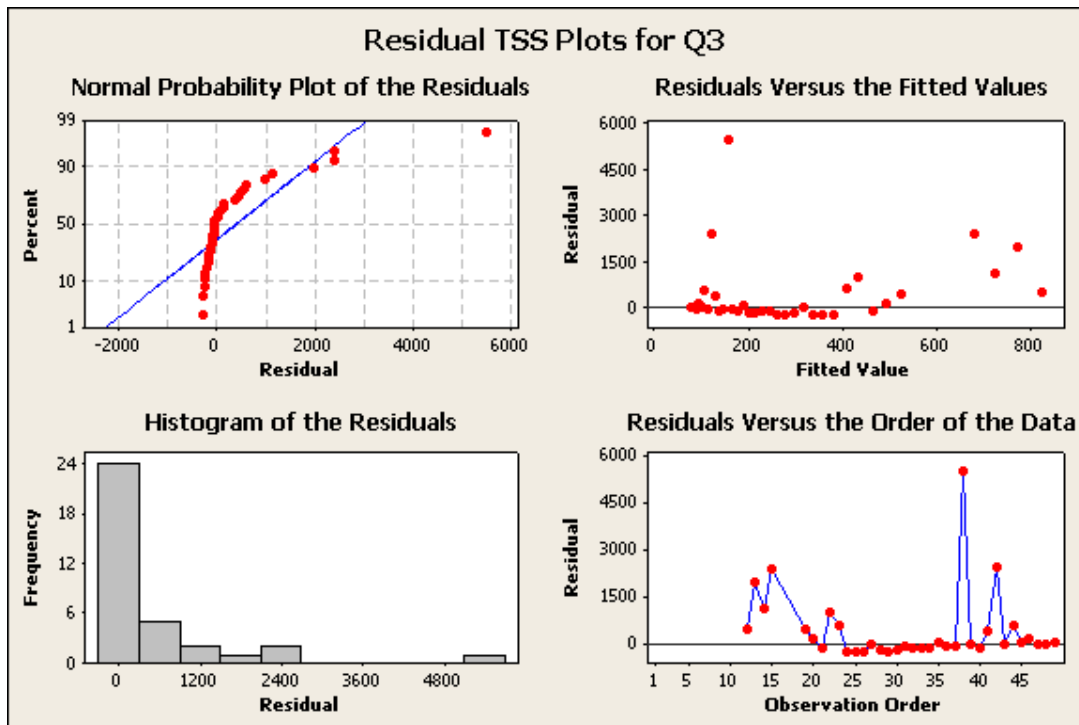 Residual TSS Plots for Q3
Normal Probability Plot of the Residuals
99
90
50
10
1
Percent
-2000 0 2000 4000 6000
Residual
Residuals Versus the Fitted Values
6000
4500
3000
1500
0
Residual
0 200 400 600 800
Fitted Value
Histogram of the Residuals
24
18
12
6
0
Frequency
0 1200 2400 3600 4800
Residual
Residuals Versus the Order of the Data
6000
4500
3000
1500
0
Residual
1 5 10 15 20 25 30 35 40 45
Observation Order